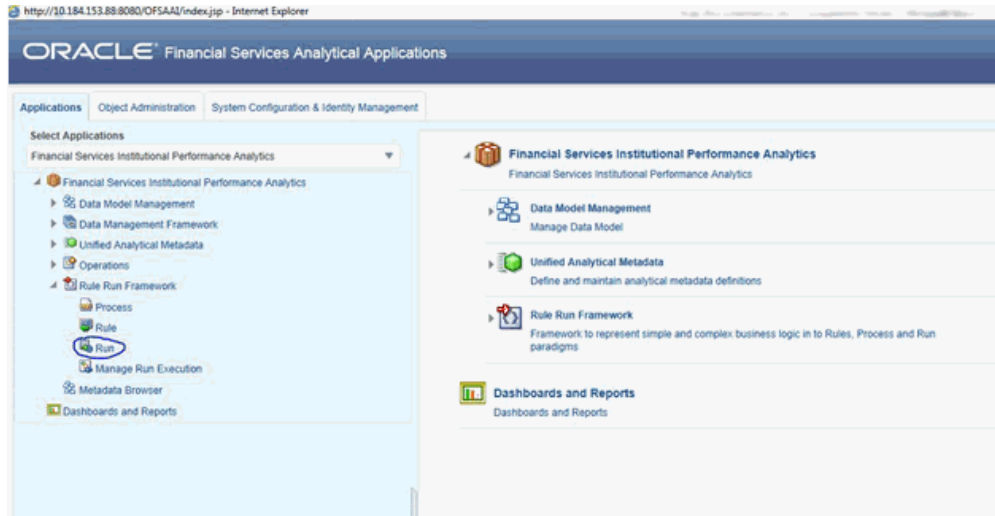 http://10.184.153.88:8080/OFSAAI/index.jsp - Internet Explorer
ORACLE® Financial Services Analytical Applications
Applications Object Administration System Configuration & Identity Management
Select Applications
Financial Services Institutional Performance Analytics
Financial Services Institutional Performance Analytics
Data Model Management
Data Management Framework
Unified Analytical Metadata
Operations
Rule Run Framework
Process
Rule
Run
Manage Run Execution
Metadata Browser
Dashboards and Reports
Financial Services Institutional Performance Analytics
Financial Services Institutional Performance Analytics
Data Model Management
Manage Data Model
Unified Analytical Metadata
Define and maintain analytical metadata definitions
Rule Run Framework
Framework to represent simple and complex business logic in to Rules, Process and Run
paradigms
Dashboards and Reports
Dashboards and Reports